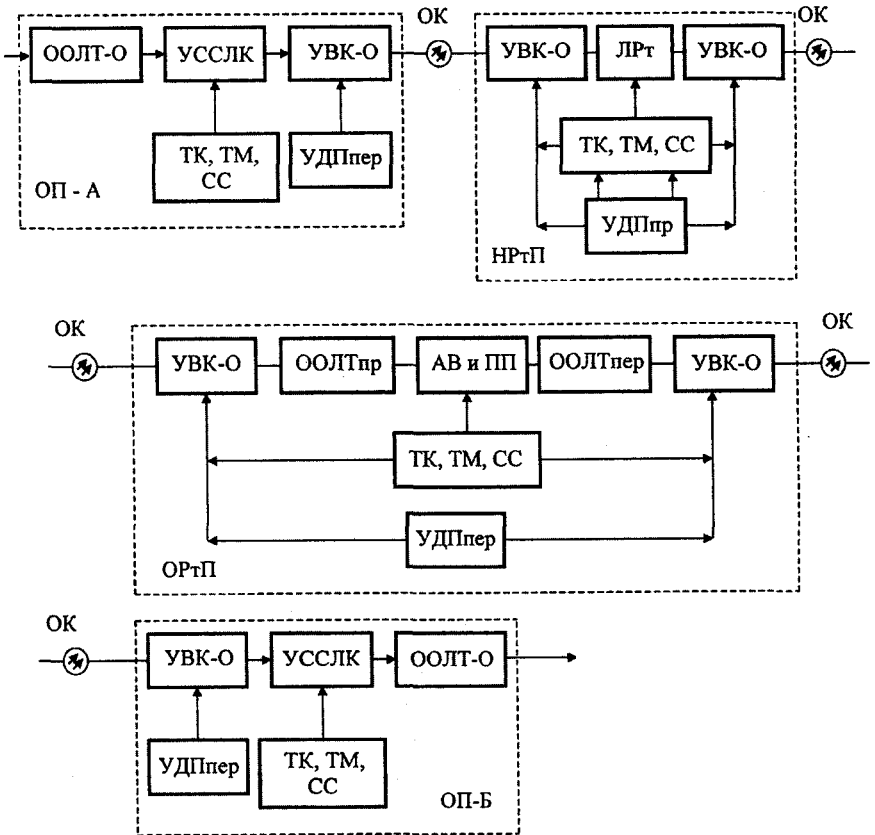 ОК
ОК
ООЛТ-О
УССЛК
УВК-О
УВК-О
ЛРт
УВК-О
ТК, ТМ,
СС
УДПпер
ТК, ТМ, СС
ОП - А
УДПпр
НРтП
ОК
ОК
УВК-О
ООЛТпр
АВ и ПП
ООЛТпер
УВК-О
ТК, ТМ, СС
УДПпер
ОРтП
ОК
УВК-О
УССЛК
ООЛТ-О
УДПпер
ТК, ТМ,
СС
ОП-Б